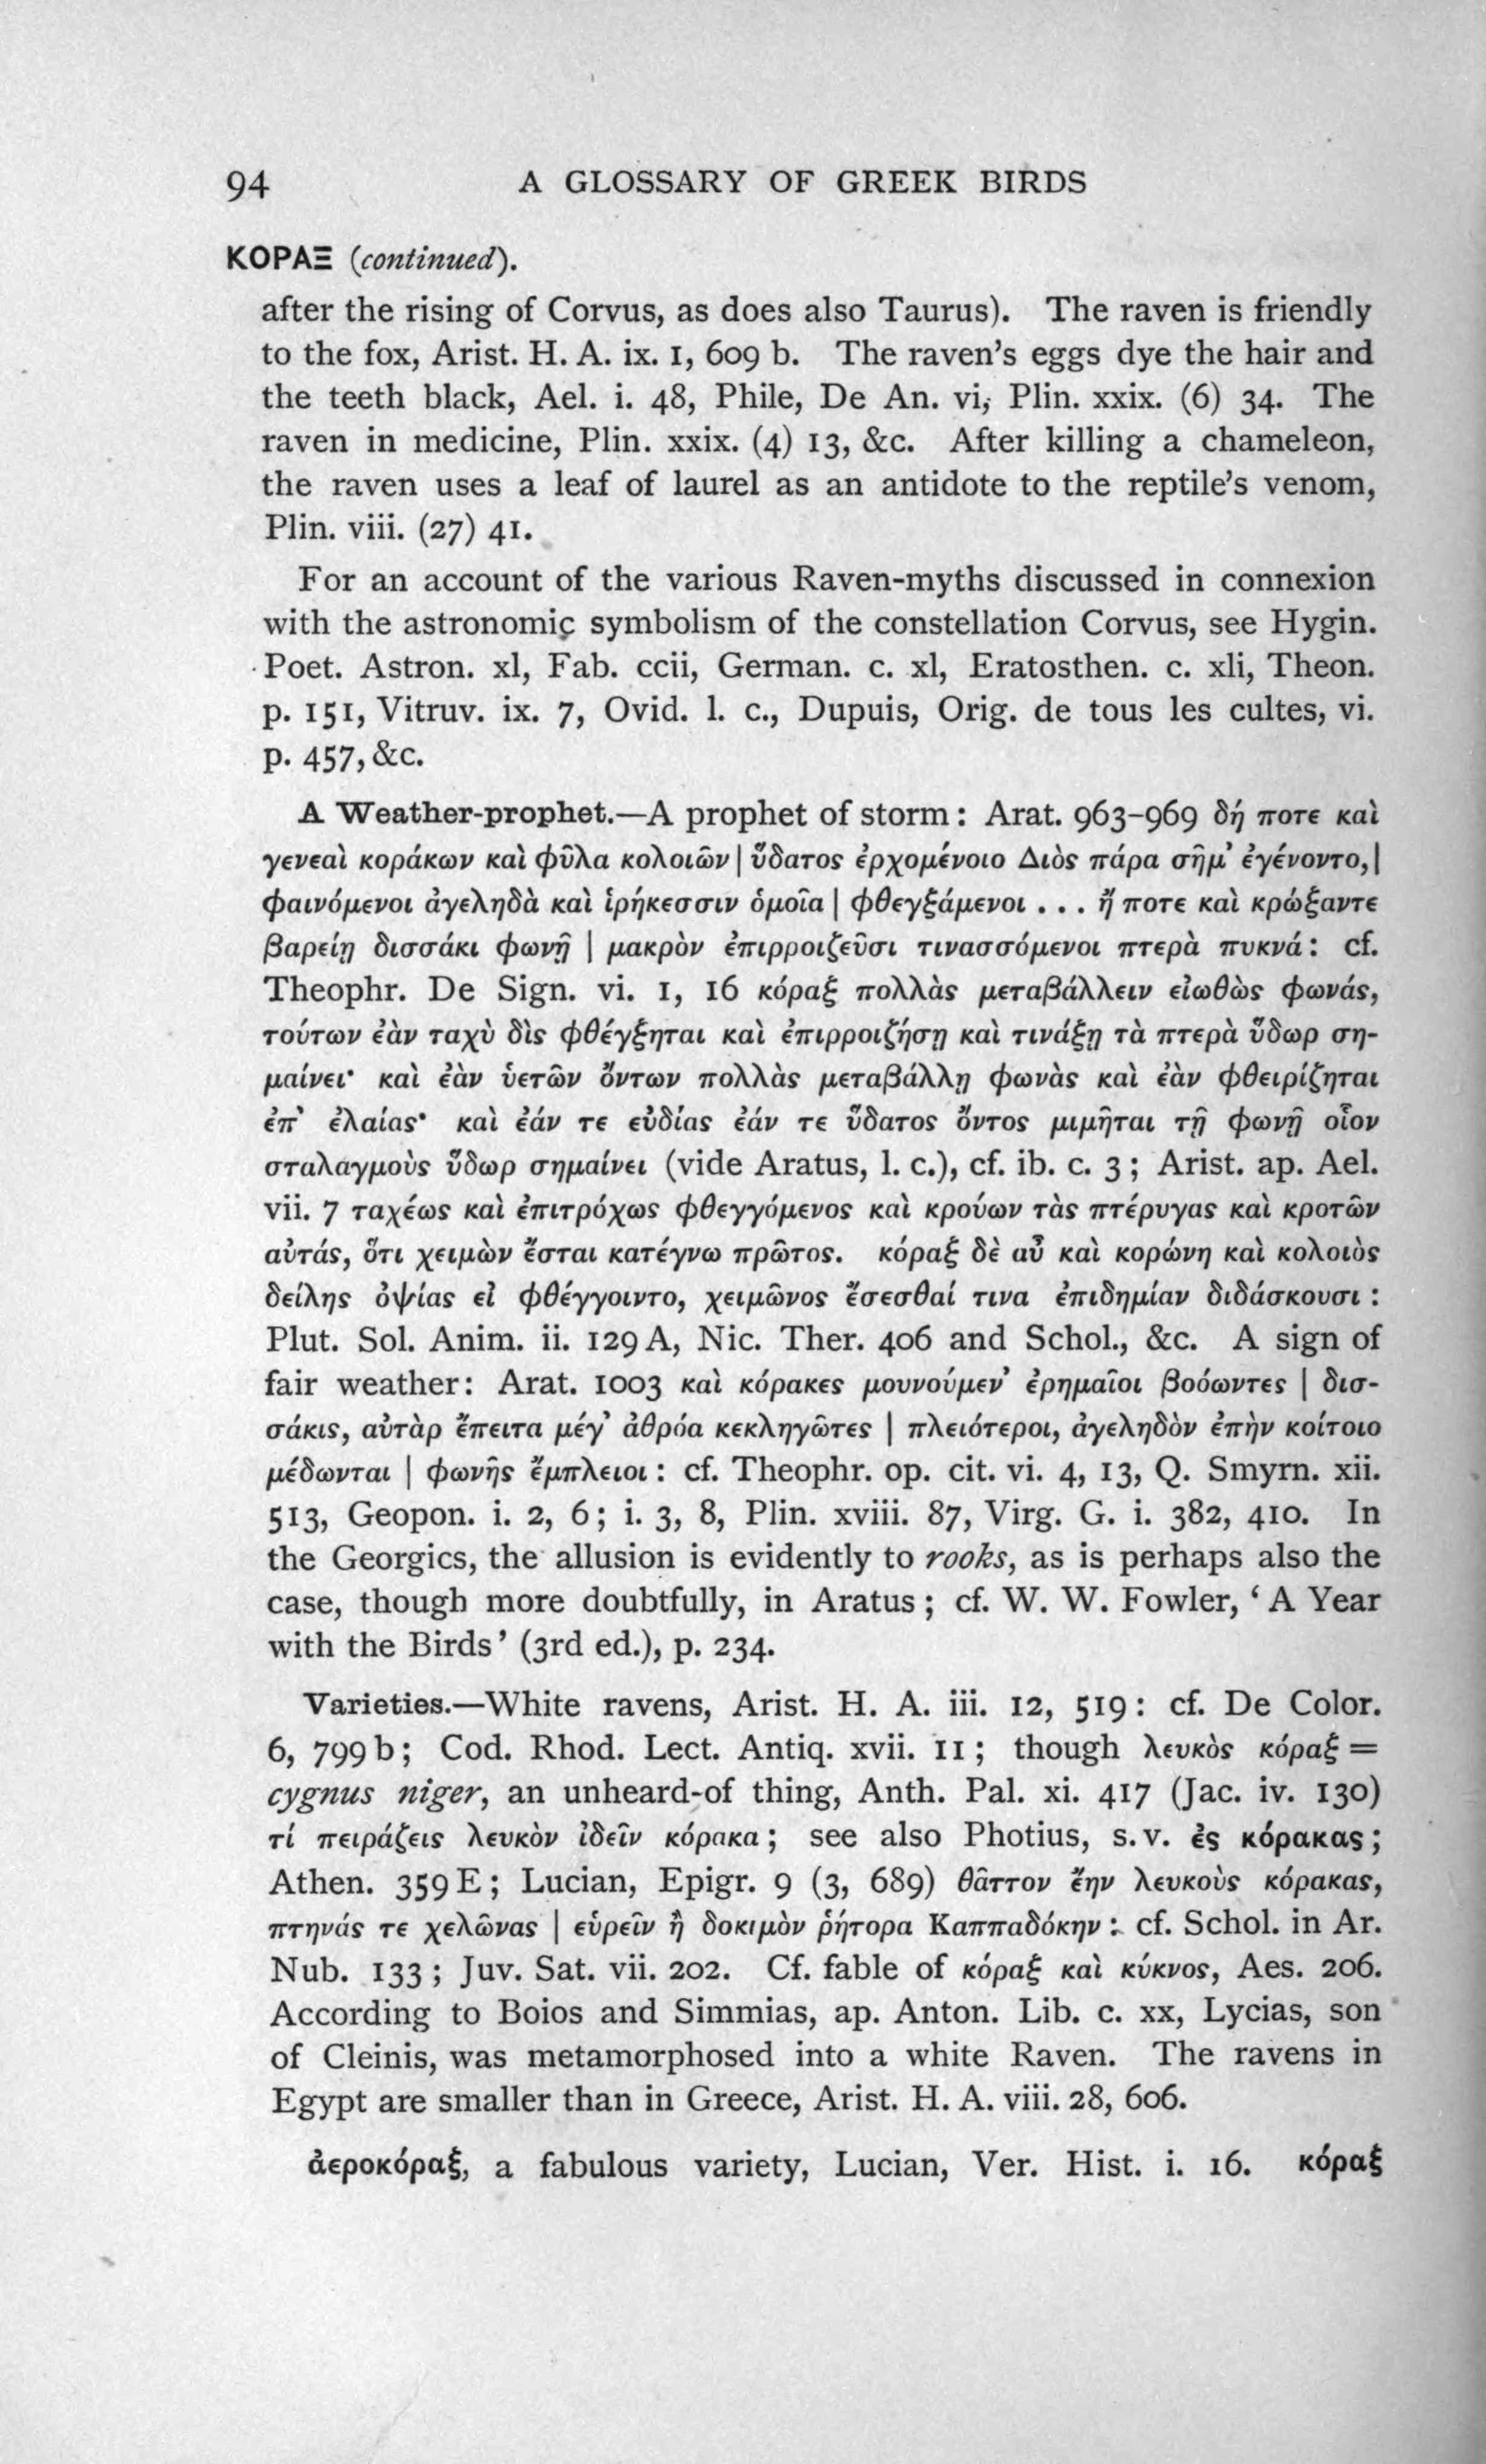 94 A GLOSSARY OF GREEK BIRDS
ΚΟΡΑΞ (continued).
after the rising of Corvus, as does also Taurus). The raven is friendly
to the fox, Arist. H. A. ix. 1, 609 b. The raven's eggs dye the hair and
the teeth black, Ael. i. 48, Phile, De An. vi, Plin. xxix. (6) 34. The
raven in medicine, Plin. xxix. (4) 13, &c. After killing a chameleon,
the raven uses a leaf of laurel as an antidote to the reptile's venom,
Plin. viii. (27) 41.
For an account of the various Raven-myths discussed in connexion
with the astronomic symbolism of the constellation Corvus, see Hygin.
Poet. Astron. xl, Fab. ccii, German. c. xl, Eratosthen. c. xli, Theon.
p. 151, Vitruv. ix. 7, Ovid. l. c., Dupuis, Orig. de tous les cultes, vi.
p. 457, &c.
A Weather-prophet.—A prophet of storm: Arat. 963–969 δή ποτε καὶ
γενεαὶ κοράκων καὶ φῦλα κολοιῶν | ὕδατος ἐρχομένοιο Διὸς πάρα σῆμ' ἐγένοντο, |
φαινόμενοι ἀγεληδὰ καὶ ἰρήκεσσιν ὁμοῖα | φθεγξάμενοι . . . ἤ ποτε καὶ κρώξαντε
βαρείῃ δισσάκι φωνῇ | μακρὸν ἐπιρροιζεῦσι τινασσόμενοι πτερὰ πυκνά: cf.
Theophr. De Sign. vi. 1, 16 κόραξ πολλὰς μεταβάλλειν εἰωθὼς φωνάς,
τούτων ἐὰν ταχὺ δὶς φθέγξηται καὶ ἐπιρροιζήσῃ καὶ τινάξῃ τὰ πτερὰ ὕδωρ ση-
μαίνει· καὶ ἐὰν ὑετῶν ὄντων πολλὰς μεταβάλλῃ φωνὰς καὶ ἐὰν φθειρίζηται
ἐπ' ἐλαίας· καὶ ἐάν τε εὐδίας ἐάν τε ὕδατος ὄντος μιμῆται τῇ φωνῇ οἷον
σταλαγμοὺς ὕδωρ σημαίνει (vide Aratus, l. c.), cf. ib. c. 3; Arist. ap. Ael.
vii. 7 ταχέως καὶ ἐπιτρόχως φθεγγόμενος καὶ κρούων τὰς πτέρυγας καὶ κροτῶν
αὐτάς, ὅτι χειμὼν ἔσται κατέγνω πρῶτος. κόραξ δὲ αὖ καὶ κορώνη καὶ κολοιὸς
δείλης ὀψίας εἰ φθέγγοιντο, χειμῶνος ἔσεσθαί τινα ἐπιδημίαν διδάσκουσι:
Plut. Sol. Anim. ii. 129 A, Nic. Ther. 406 and Schol., &c. A sign of
fair weather: Arat. 1003 καὶ κόρακες μουνούμεν' ἐρημαῖοι βοόωντες | δισ-
σάκις, αὐτὰρ ἔπειτα μέγ' ἀθρόα κεκληγῶτες | πλειότεροι, ἀγεληδὸν ἐπὴν κοίτοιο
μέδωνται | φωνῆς ἔμπλειοι: cf. Theophr. op. cit. vi. 4, 13, Q. Smyrn. xii.
513, Geopon. i. 2, 6; i. 3, 8, Plin. xviii. 87, Virg. G. i. 382, 410. In
the Georgics, the allusion is evidently to rooks, as is perhaps also the
case, though more doubtfully, in Aratus; cf. W. W. Fowler, 'A Year
with the Birds' (3rd ed.), p. 234.
Varieties.—White ravens, Arist. H. A. iii. 12, 519: cf. De Color.
6, 799 b; Cod. Rhod. Lect. Antiq. xvii. 11; though λευκὸς κόραξ =
cygnus niger, an unheard-of thing, Anth. Pal. xi. 417 (Jac. iv. 130)
τί πειράζεις λευκὸν ἰδεῖν κόρακα; see also Photius, s. v. ἐς κόρακας;
Athen. 359 E; Lucian, Epigr. 9 (3, 689) θᾶττον ἔην λευκοὺς κόρακας,
πτηνάς τε χελῶνας | εὑρεῖν ἢ δοκιμὸν ῥήτορα Καππαδόκην: cf. Schol. in Ar.
Nub. 133; Juv. Sat. vii. 202. Cf. fable of κόραξ καὶ κύκνος, Aes. 206.
According to Boios and Simmias, ap. Anton. Lib. c. xx, Lycias, son
of Cleinis, was metamorphosed into a white Raven. The ravens in
Egypt are smaller than in Greece, Arist. H. A. viii. 28, 606.
ἀεροκόραξ, a fabulous variety, Lucian, Ver. Hist. i. 16. κόραξ